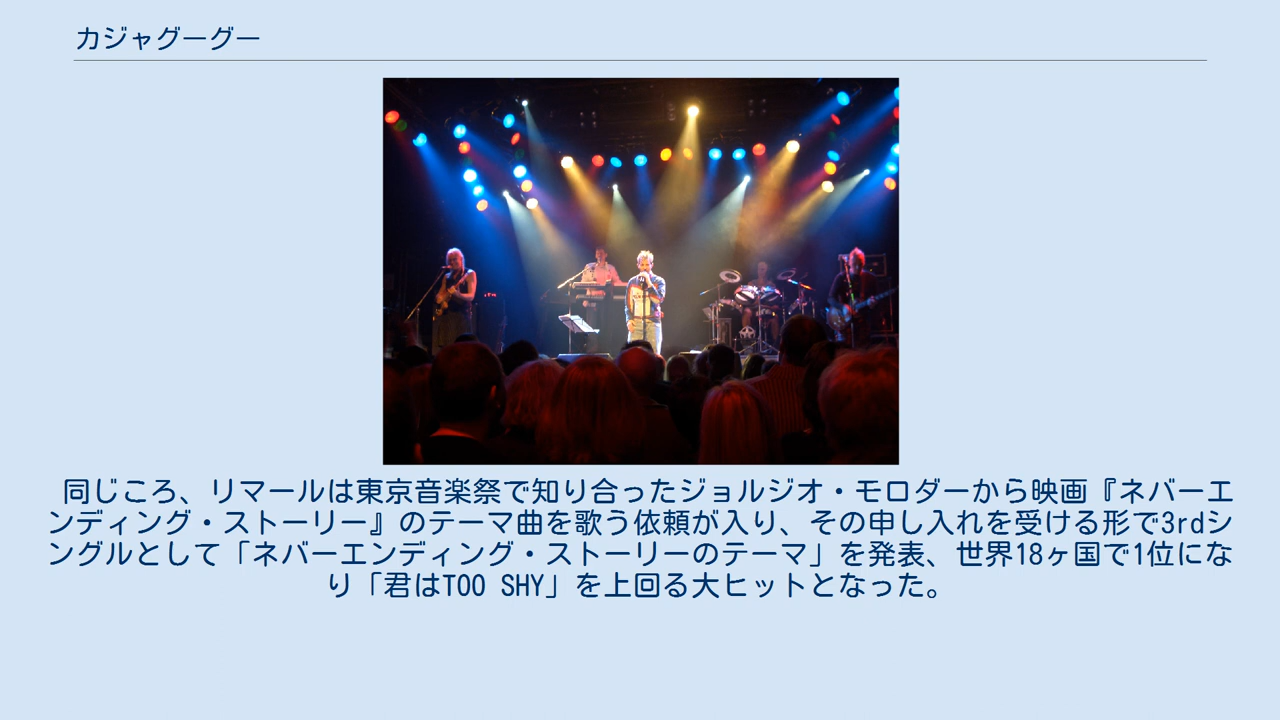 カジャグーグー
同じころ、リマールは東京音楽祭で知り合ったジョルジオ・モロダーから映画『ネバーエ
ンディング・ストーリー』のテーマ曲を歌う依頼が入り、その申し入れを受ける形で3rdシ
ングルとして「ネバーエンディング・ストーリーのテーマ」を発表、世界18ヶ国で1位にな
り「君はTOO SHY」を上回る大ヒットとなった。